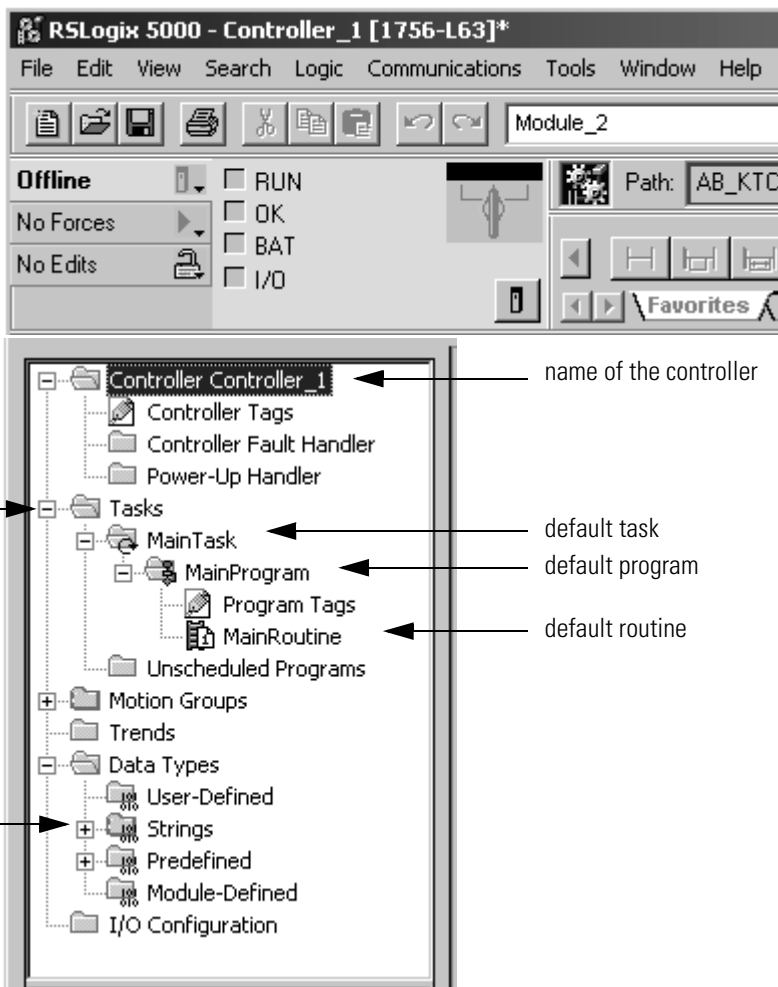 RSLogix 5000 - Controller_1 [1756-L63]*
File Edit View Search Logic Communications Tools Window Help
Module_2
Offline RUN Path: AB_KTC
No Forces OK
No Edits BAT
I/O
Favorites
Controller Controller_1 name of the controller
Controller Tags
Controller Fault Handler
Power-Up Handler
Tasks
MainTask default task
MainProgram default program
Program Tags
MainRoutine default routine
Unscheduled Programs
Motion Groups
Trends
Data Types
User-Defined
Strings
Predefined
Module-Defined
I/O Configuration